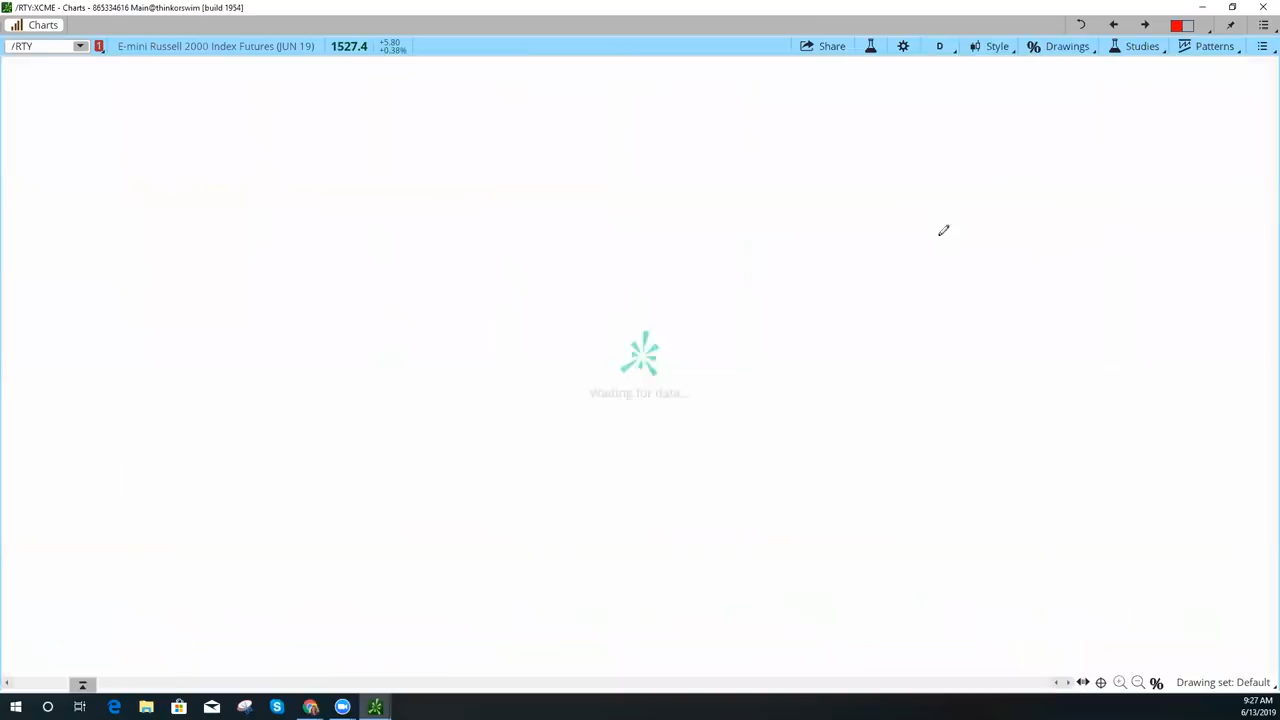 /RTY:XCME - Charts - 865334616 Main@thinkorswim [build 1954]
Charts
/RTY
1
E-mini Russell 2000 Index Futures (JUN 19)
1527.4
+5.80
+0.38%
Share
D
Style
Drawings
Studies
Patterns
Waiting for data...
Drawing set: Default
9:27 AM
6/13/2019